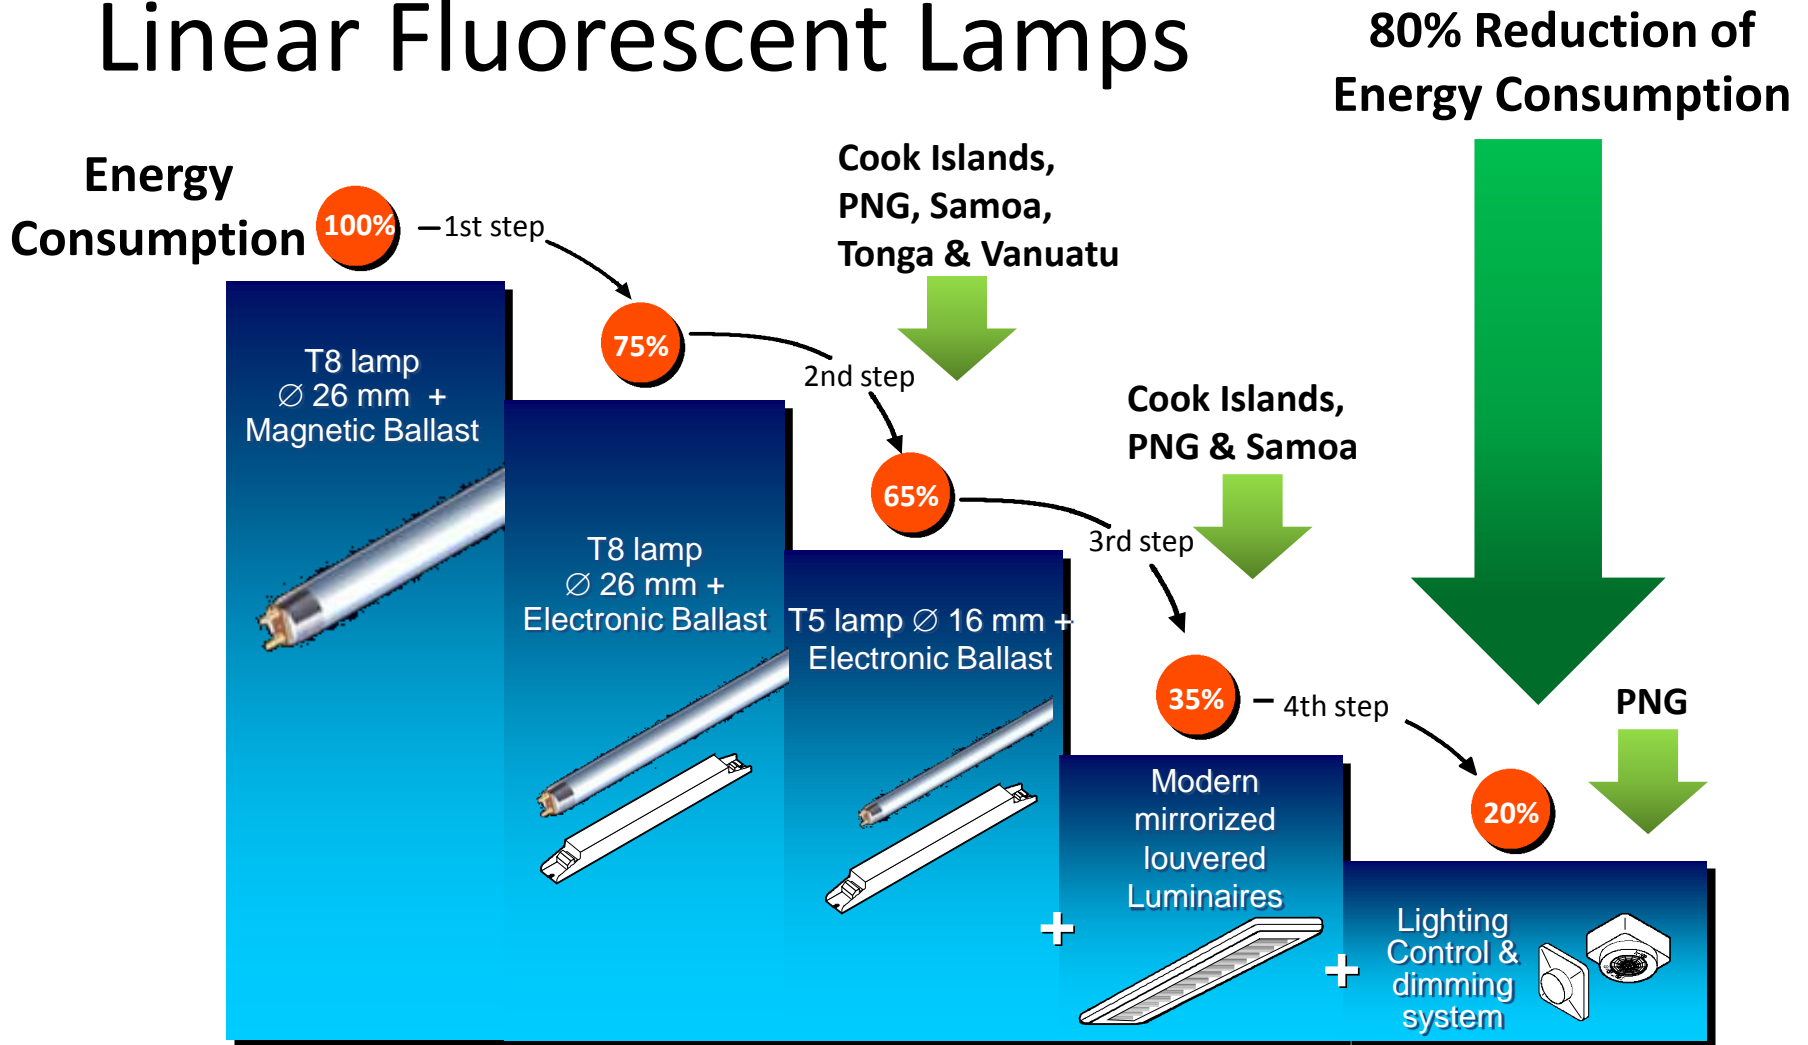 Linear Fluorescent Lamps
80% Reduction of
Energy Consumption
Energy
Consumption
100%
1st step
Cook Islands,
PNG, Samoa,
Tonga & Vanuatu
75%
2nd step
Cook Islands,
PNG & Samoa
65%
3rd step
35%
4th step
PNG
20%
T8 lamp
∅ 26 mm +
Magnetic Ballast
T8 lamp
∅ 26 mm +
Electronic Ballast
T5 lamp ∅ 16 mm +
Electronic Ballast
+
Modern
mirrorized
louvered
Luminaires
+
Lighting
Control &
dimming
system